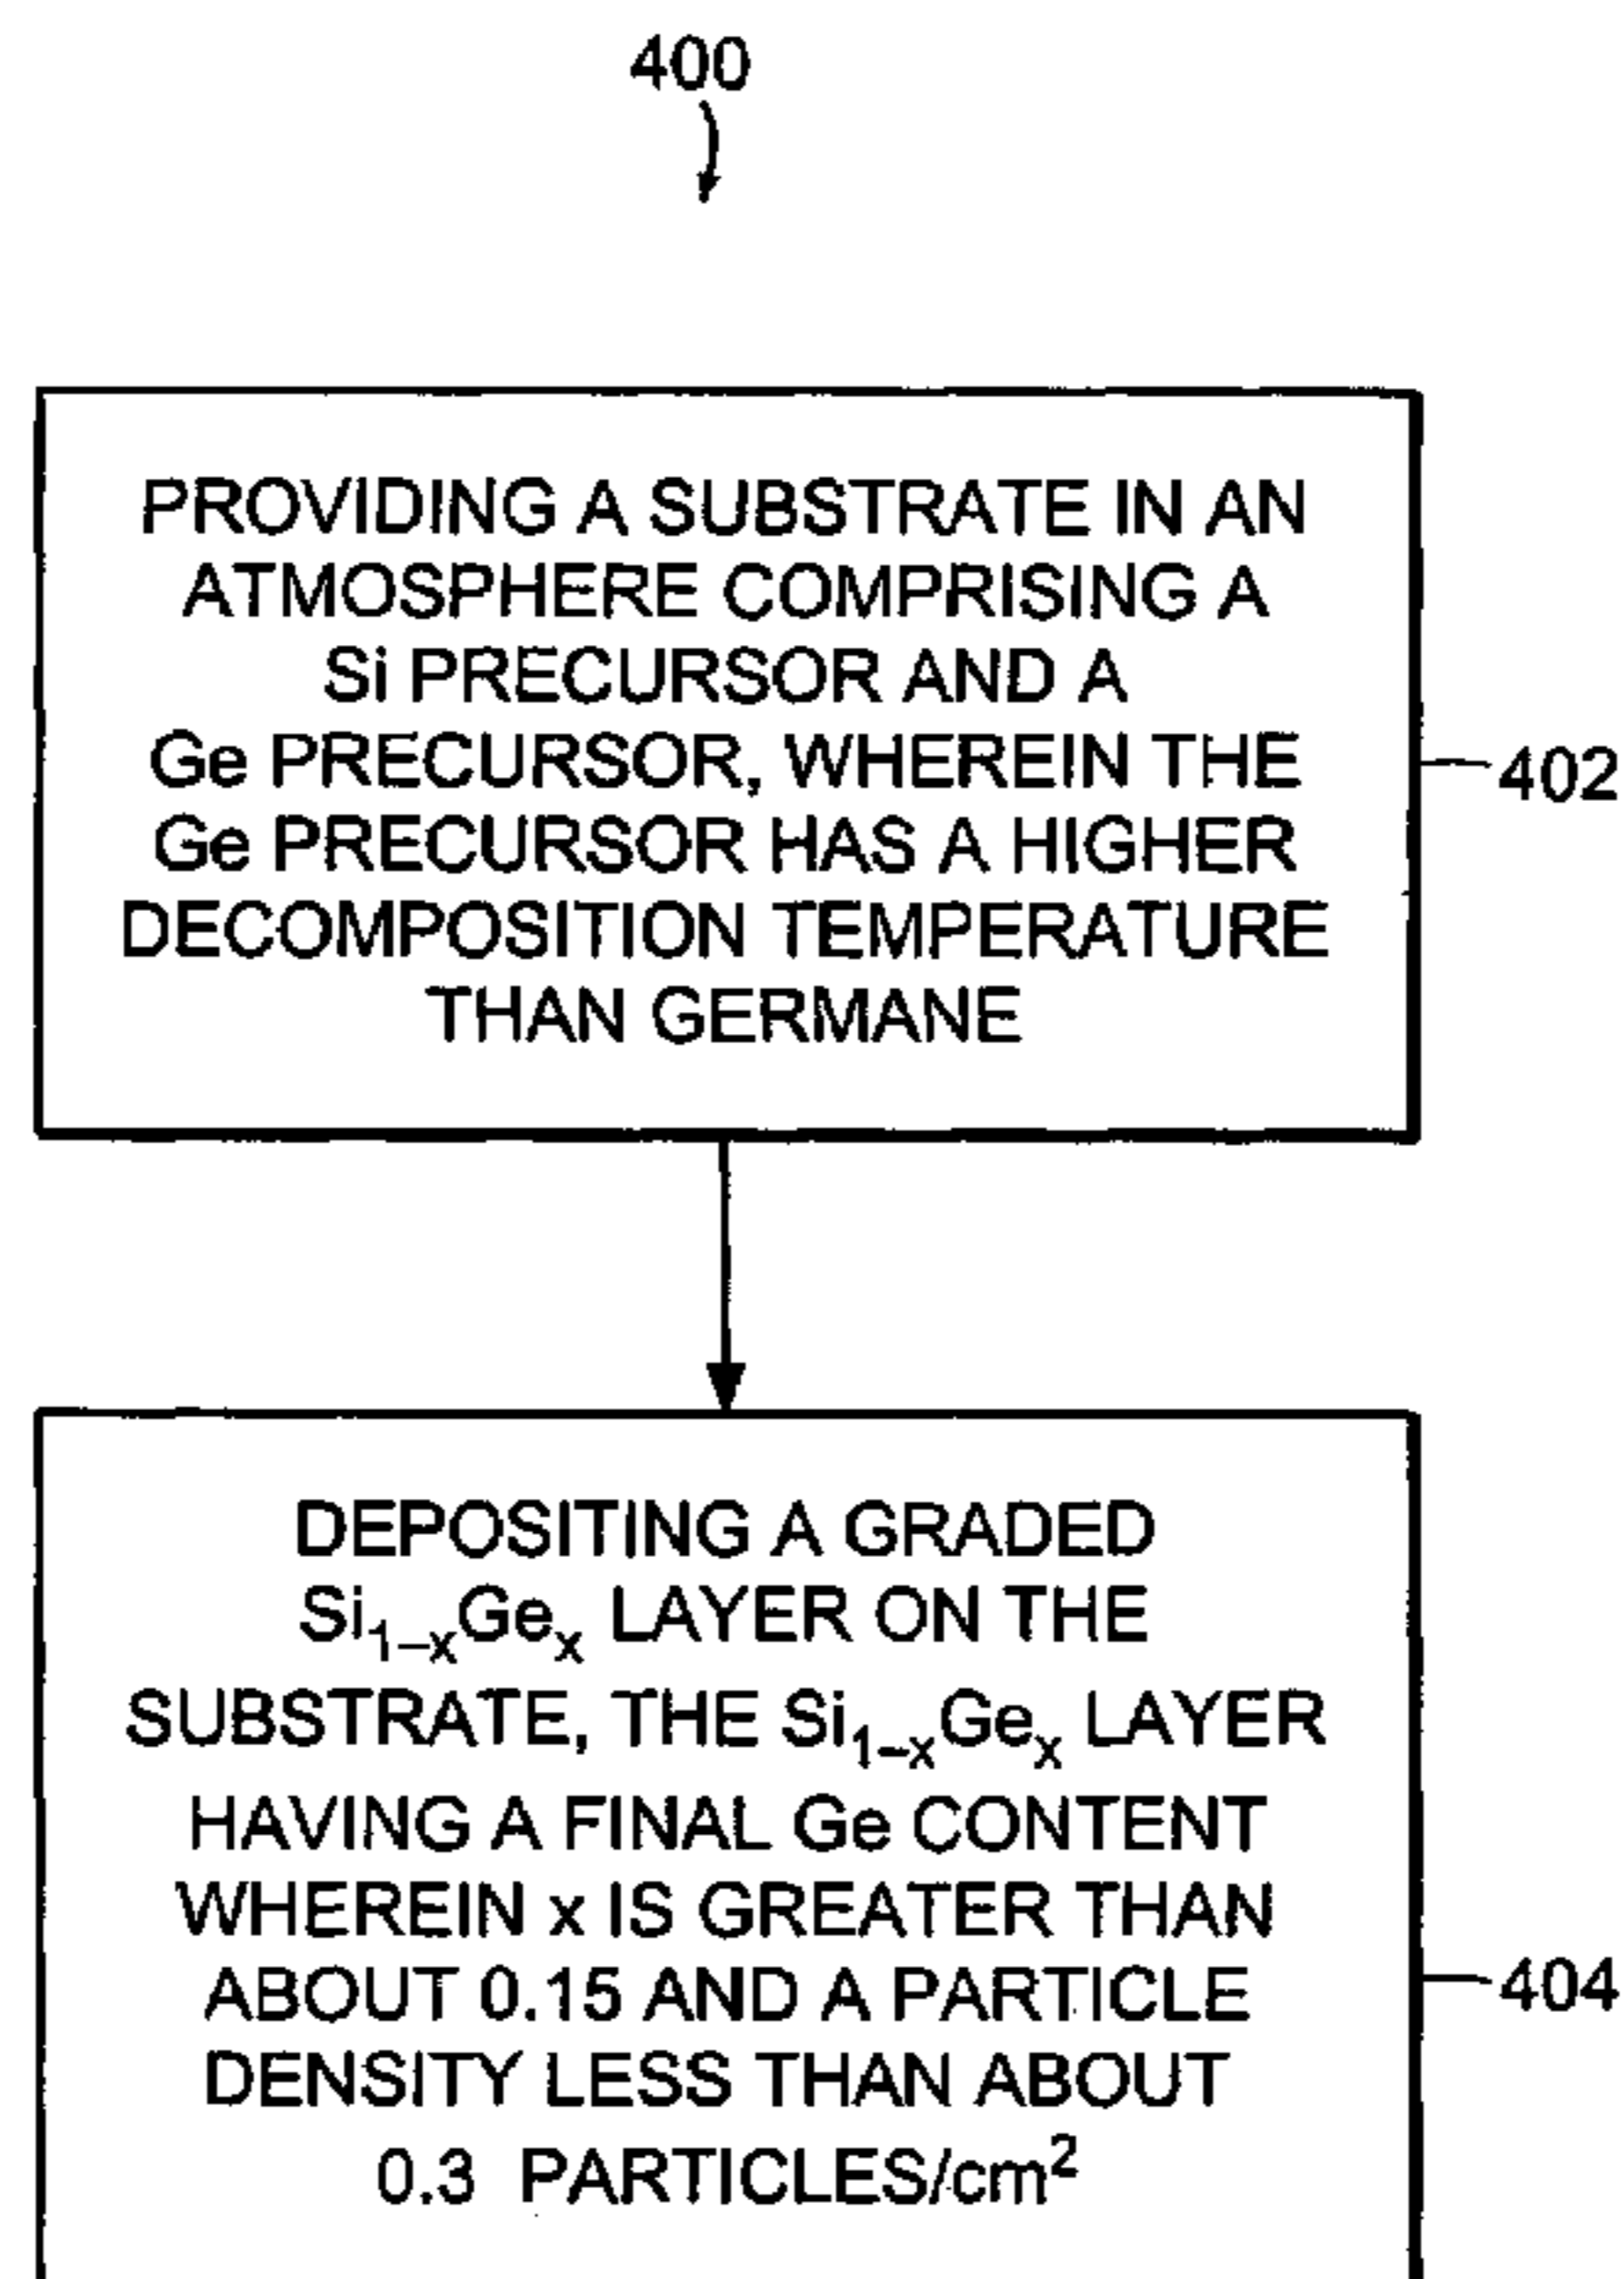 400
PROVIDING A SUBSTRATE IN AN
ATMOSPHERE COMPRISING A
Si PRECURSOR AND A
Ge PRECURSOR, WHEREIN THE
Ge PRECURSOR HAS A HIGHER
DECOMPOSITION TEMPERATURE
THAN GERMANE
402
DEPOSITING A GRADED
Si₁₋ₓGeₓ LAYER ON THE
SUBSTRATE, THE Si₁₋ₓGeₓ LAYER
HAVING A FINAL Ge CONTENT
WHEREIN x IS GREATER THAN
ABOUT 0.15 AND A PARTICLE
DENSITY LESS THAN ABOUT
0.3 PARTICLES/cm²
404